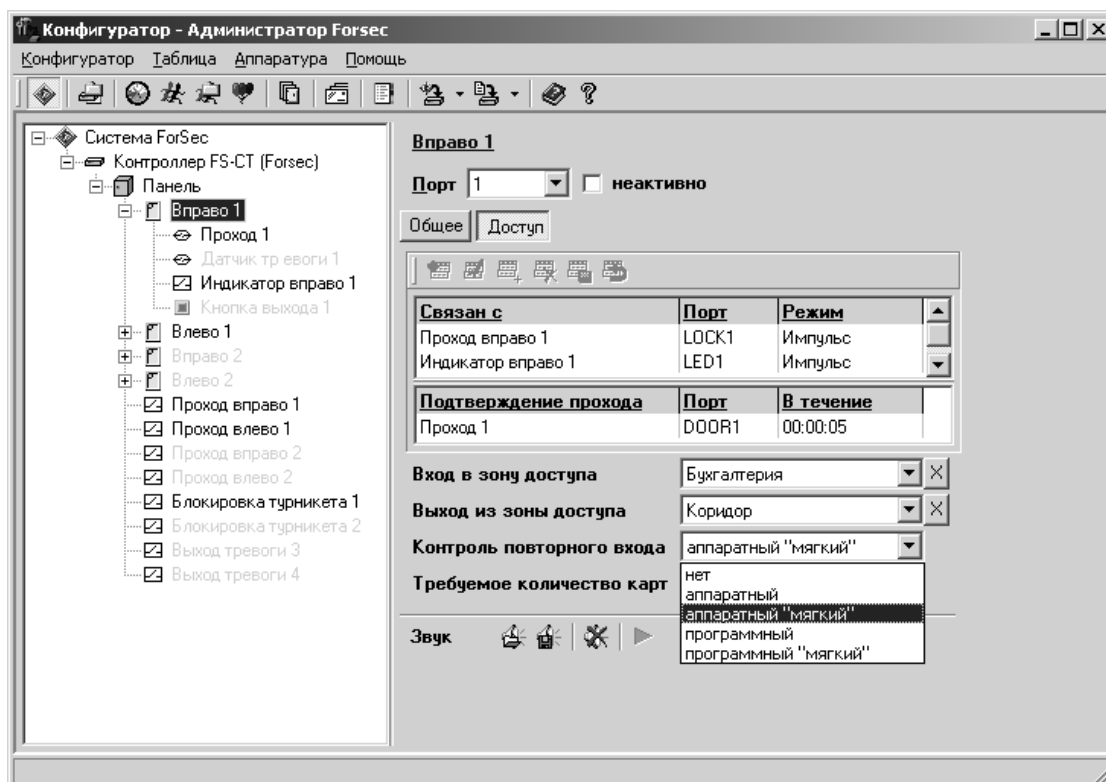 Конфигуратор - Администратор Forsec
Конфигуратор Таблица Аппаратура Помощь
Система ForSec
Контроллер FS-CT (Forsec)
Панель
Вправо 1
Проход 1
Датчик тр евоги 1
Индикатор вправо 1
Кнопка выхода 1
Влево 1
Вправо 2
Влево 2
Проход вправо 1
Проход влево 1
Проход вправо 2
Проход влево 2
Блокировка турникета 1
Блокировка турникета 2
Выход тревоги 3
Выход тревоги 4
Вправо 1
Порт 1 неактивно
Общее Доступ
Связан с Порт Режим
Проход вправо 1 LOCK1 Импульс
Индикатор вправо 1 LED1 Импульс
Подтверждение прохода Порт В течение
Проход 1 DOOR1 00:00:05
Вход в зону доступа Бухгалтерия
Выход из зоны доступа Коридор
Контроль повторного входа аппаратный "мягкий"
Требуемое количество карт
нет
аппаратный
аппаратный "мягкий"
программный
программный "мягкий"
Звук